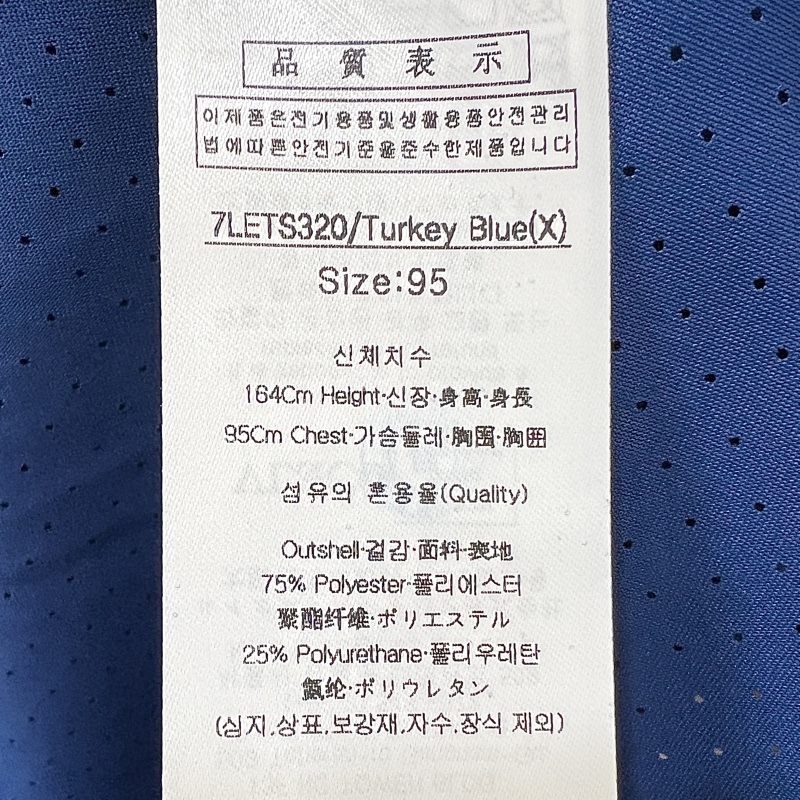 品質表示
이제품은전기용품및생활용품안전관리
법에따른안전기준을준수한제품입니다
7LETS320/Turkey Blue(X)
Size:95
신체치수
164Cm Height·신장·身高·身長
95Cm Chest·가슴둘레·胸围·胸囲
섬유의 혼용율(Quality)
Outshell·겉감·面料·表地
75% Polyester·폴리에스터
聚酯纤维·ポリエステル
25% Polyurethane·폴리우레탄
氨纶·ポリウレタン
(심지,상표,보강재,자수,장식 제외)